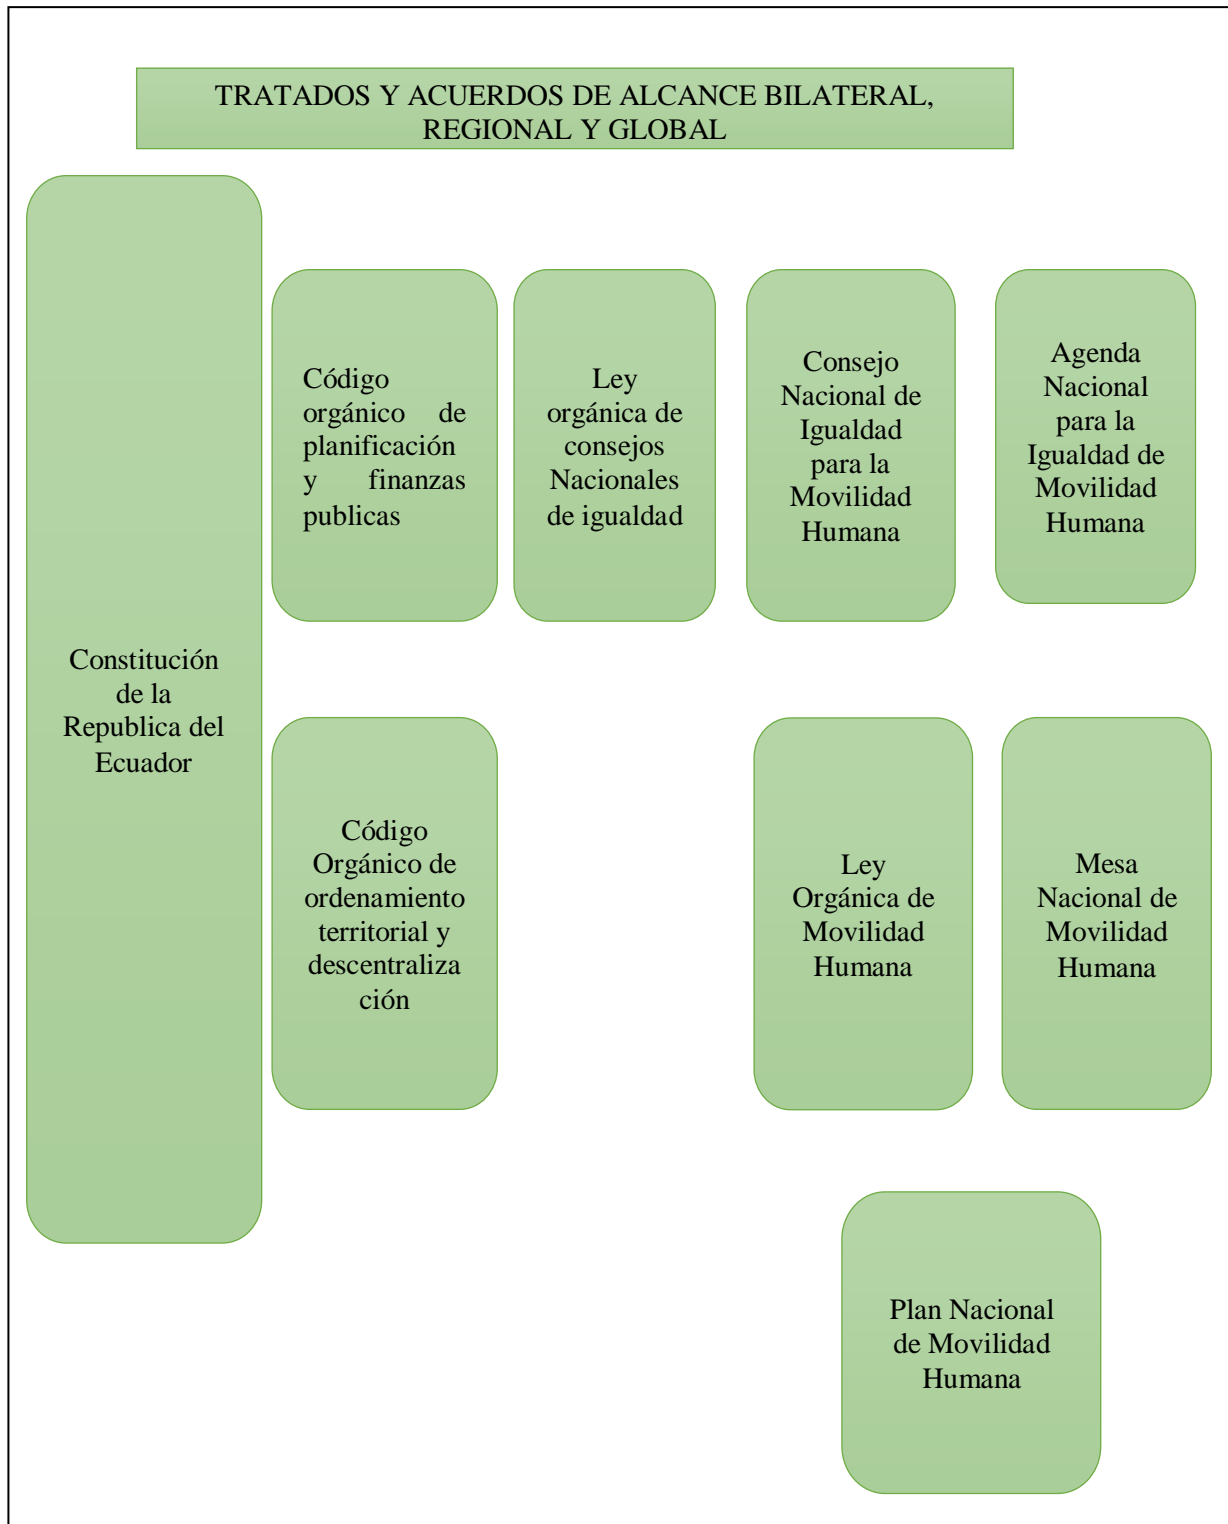 TRATADOS Y ACUERDOS DE ALCANCE BILATERAL,
REGIONAL Y GLOBAL
Constitución
de la
Republica del
Ecuador
Código
orgánico de
planificación
y finanzas
publicas
Ley
orgánica de
consejos
Nacionales
de igualdad
Consejo
Nacional de
Igualdad
para la
Movilidad
Humana
Agenda
Nacional
para la
Igualdad de
Movilidad
Humana
Código
Orgánico de
ordenamiento
territorial y
descentraliza
ción
Ley
Orgánica de
Movilidad
Humana
Mesa
Nacional de
Movilidad
Humana
Plan Nacional
de Movilidad
Humana